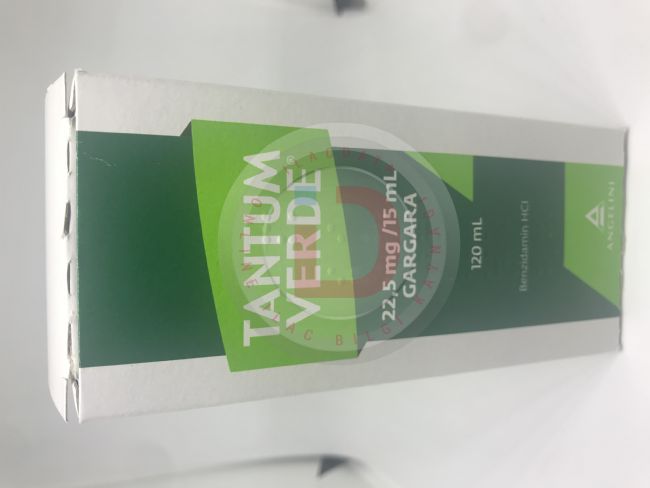 TANTUM
VERDE®
22,5 mg /15 mL
GARGARA
120 mL
Benzidamin HCl
ANGELINI